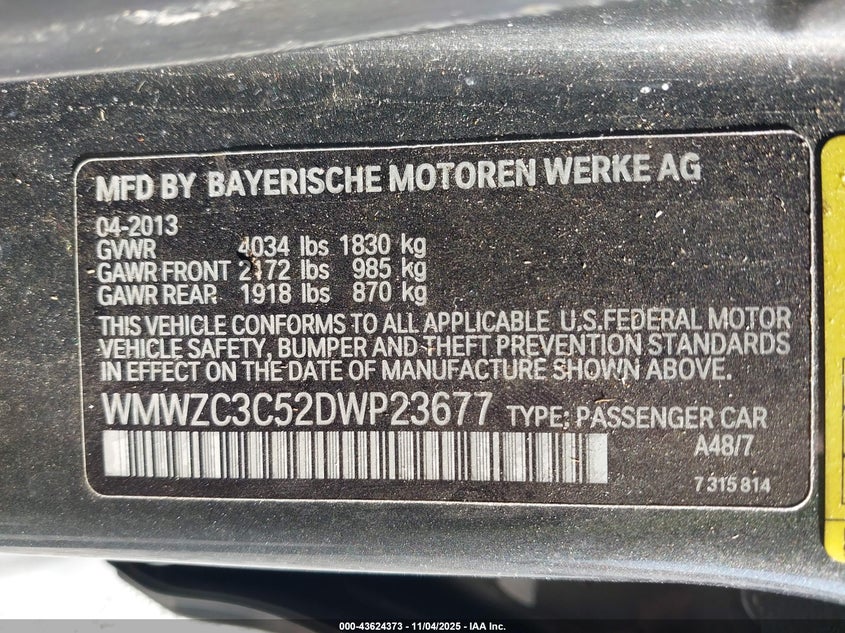 MFD BY BAYERISCHE MOTOREN WERKE AG
04-2013
GVWR 4034 lbs 1830 kg
GAWR FRONT 2172 lbs 985 kg
GAWR REAR 1918 lbs 870 kg
THIS VEHICLE CONFORMS TO ALL APPLICABLE U.S.FEDERAL MOTOR
VEHICLE SAFETY, BUMPER AND THEFT PREVENTION STANDARDS
IN EFFECT ON THE DATE OF MANUFACTURE SHOWN ABOVE.
WMWZC3C52DWP23677 TYPE: PASSENGER CAR
A48/7
7 315 814
000-43624373 — 11/04/2025 - IAA Inc.